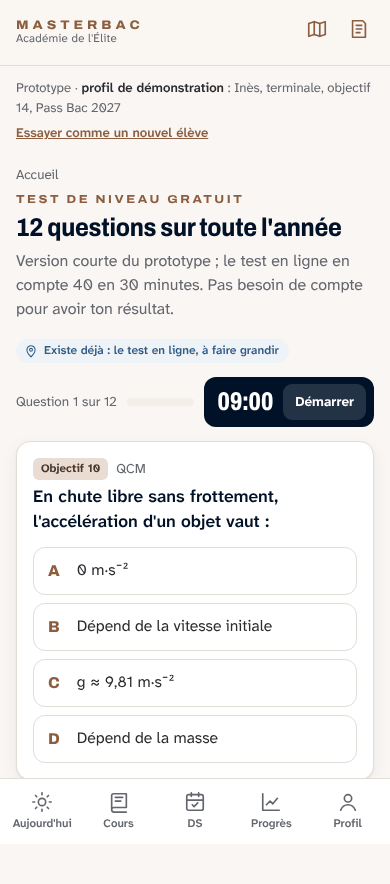 MASTERBAC
Académie de l'Élite
Prototype · profil de démonstration : Inès, terminale, objectif
14, Pass Bac 2027
Essayer comme un nouvel élève
Accueil
TEST DE NIVEAU GRATUIT
12 questions sur toute l'année
Version courte du prototype ; le test en ligne en
compte 40 en 30 minutes. Pas besoin de compte
pour avoir ton résultat.
Existe déjà : le test en ligne, à faire grandir
Question 1 sur 12
09:00
Démarrer
Objectif 10
QCM
En chute libre sans frottement,
l'accélération d'un objet vaut :
A 0 m·s⁻²
B Dépend de la vitesse initiale
C g ≈ 9,81 m·s⁻²
D Dépend de la masse
Aujourd'hui
Cours
DS
Progrès
Profil